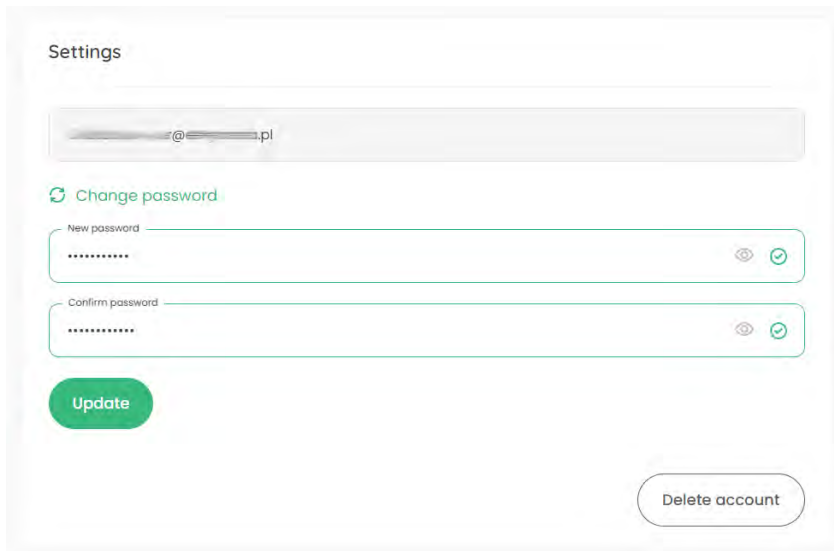 Settings
@ .pl
Change password
New password
•••••••••••
Confirm password
••••••••••••
Update
Delete account